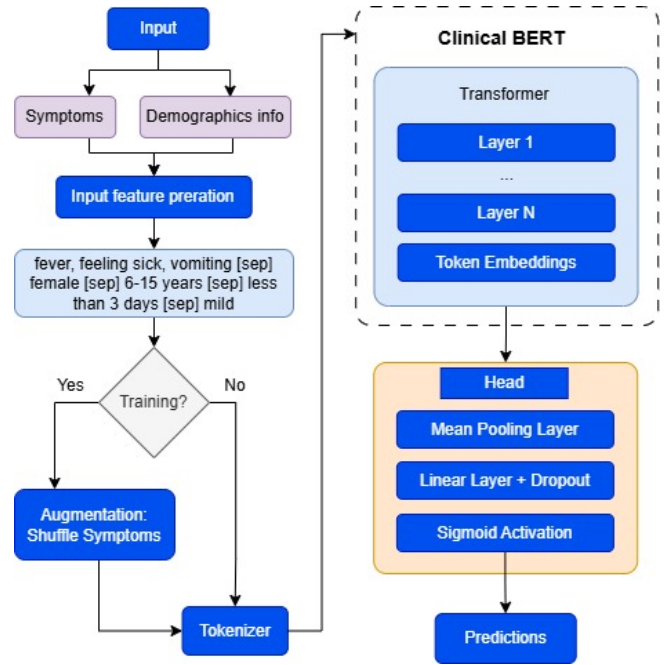 Input
Symptoms
Demographics info
Input feature preration
fever, feeling sick, vomiting [sep]
female [sep] 6-15 years [sep] less
than 3 days [sep] mild
Training?
Yes
No
Augmentation:
Shuffle Symptoms
Tokenizer
Clinical BERT
Transformer
Layer 1
...
Layer N
Token Embeddings
Head
Mean Pooling Layer
Linear Layer + Dropout
Sigmoid Activation
Predictions